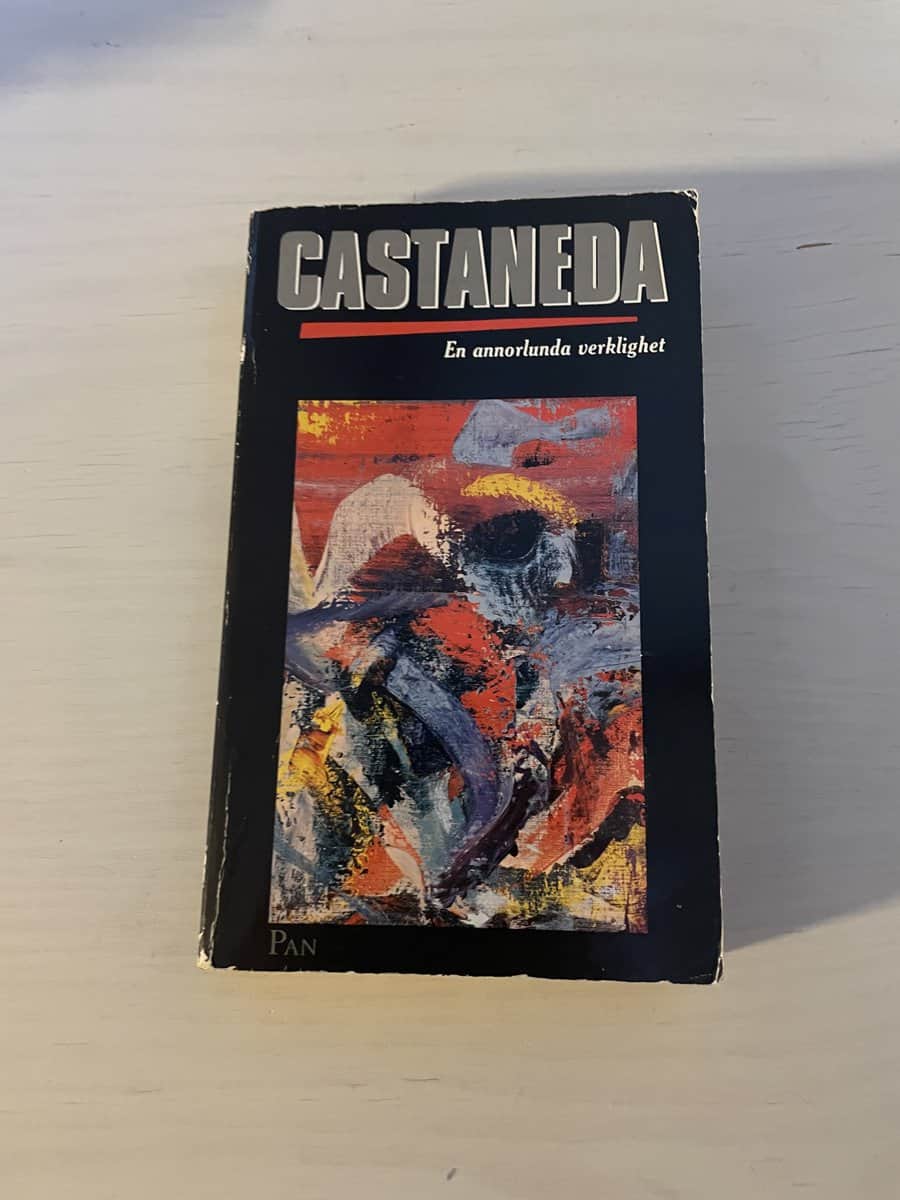 CASTANEDA
En annorlunda verklighet
PAN